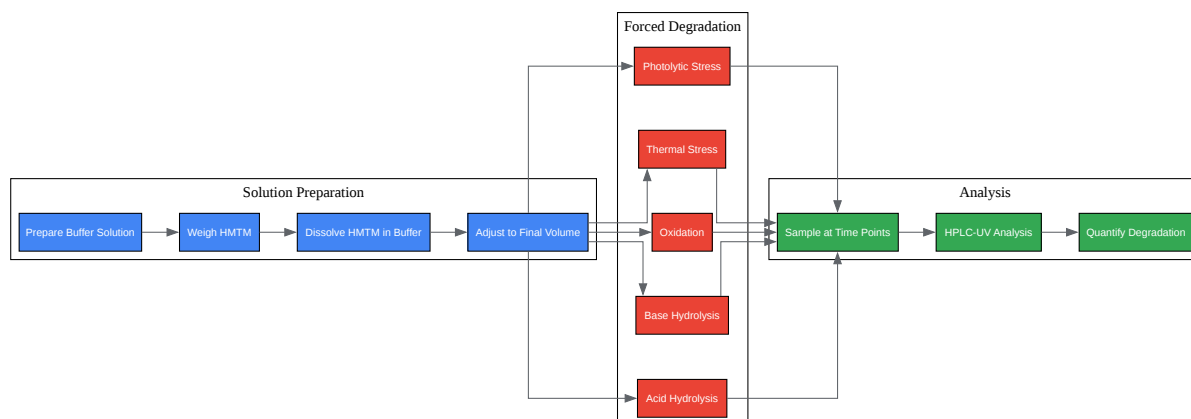 Forced Degradation
Photolytic Stress
Thermal Stress
Solution Preparation
Analysis
Prepare Buffer Solution
Weigh HMTM
Dissolve HMTM in Buffer
Adjust to Final Volume
Oxidation
Sample at Time Points
HPLC-UV Analysis
Quantify Degradation
Base Hydrolysis
Acid Hydrolysis